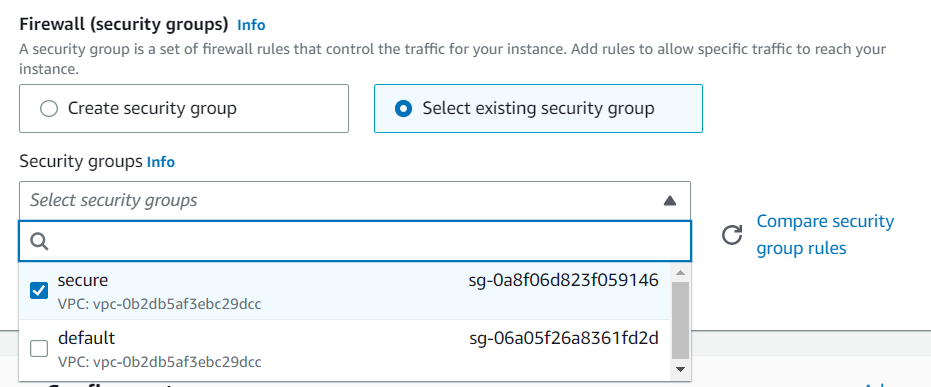 Firewall (security groups) Info
A security group is a set of firewall rules that control the traffic for your instance. Add rules to allow specific traffic to reach your
instance.
Create security group
Select existing security group
Security groups Info
Select security groups
Compare security
group rules
secure sg-0a8f06d823f059146
VPC: vpc-0b2db5af3ebc29dcc
default sg-06a05f26a8361fd2d
VPC: vpc-0b2db5af3ebc29dcc